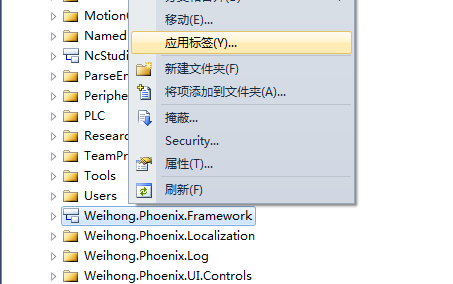 移动(E)...
应用标签(Y)...
新建文件夹(F)
将项添加到文件夹(A)...
掩蔽...
Security...
属性(T)...
刷新(F)
Motion
Named
NcStudi
ParseEn
Periphe
PLC
Researc
TeamPr
Tools
Users
Weihong.Phoenix.Framework
Weihong.Phoenix.Localization
Weihong.Phoenix.Log
Weihong.Phoenix.UI.Controls